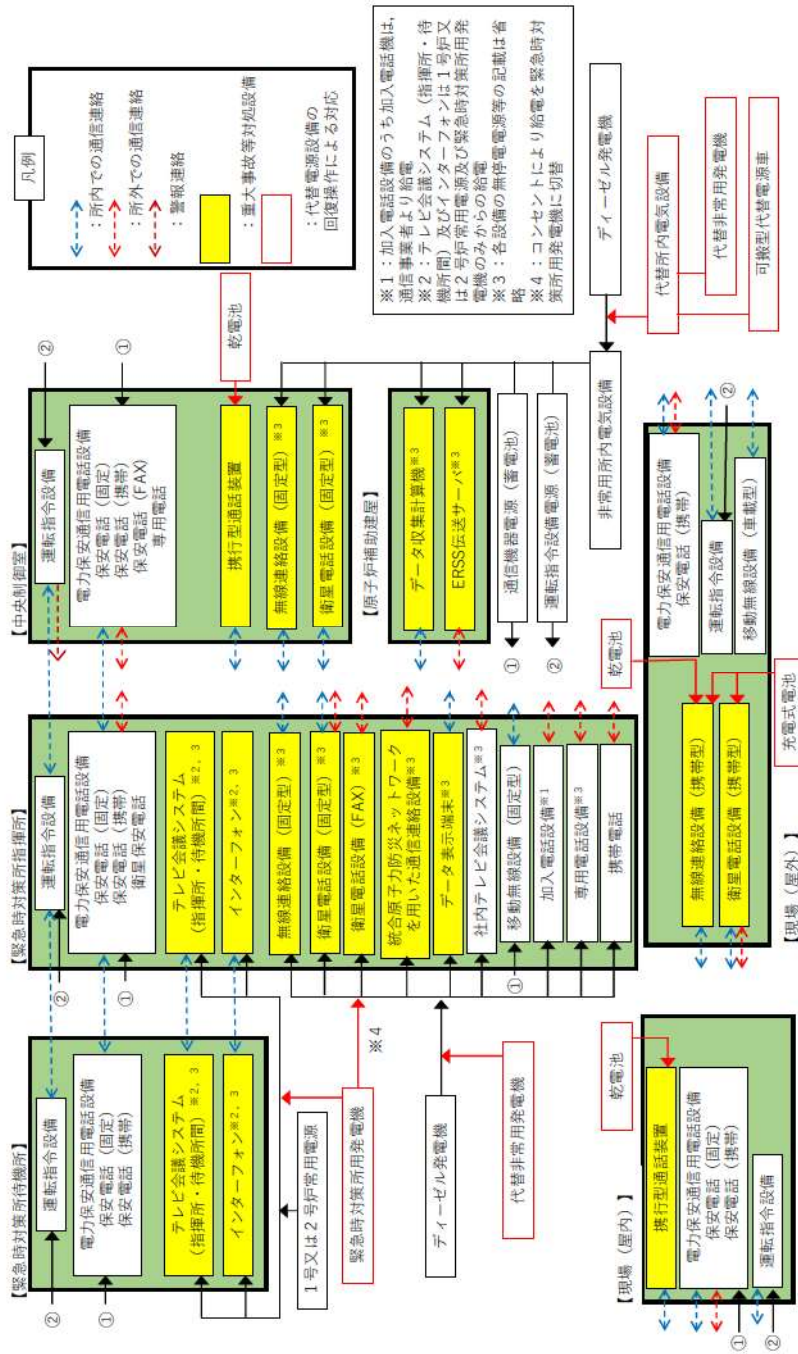 【緊急時対策所待機所】
②
運転指令設備
①
電力保安通信用電話設備
保安電話（固定）
保安電話（携帯）
テレビ会議システム
（指揮所・待機所間）※2, 3
インターフォン※2, 3
1号又は2号炉常用電源
緊急時対策所用発電機
※4
ディーゼル発電機
代替非常用発電機
【緊急時対策所指揮所】
②
運転指令設備
①
電力保安通信用電話設備
保安電話（固定）
保安電話（携帯）
衛星保安電話
テレビ会議システム
（指揮所・待機所間）※2, 3
インターフォン※2, 3
無線連絡設備（固定型）※3
衛星電話設備（固定型）※3
衛星電話設備（FAX）※3
統合原子力防災ネットワーク
を用いた通信連絡設備※3
データ表示端末※3
社内テレビ会議システム※3
①
移動無線設備（固定型）
加入電話設備※1
専用電話設備※3
携帯電話
【中央制御室】
運転指令設備
②
電力保安通信用電話設備
保安電話（固定）
保安電話（携帯）
保安電話（FAX）
専用電話
①
携行型通話装置
乾電池
無線連絡設備（固定型）※3
衛星電話設備（固定型）※3
【原子炉補助建屋】
データ収集計算機※3
ERSS伝送サーバ※3
①
通信機器電源（蓄電池）
②
運転指令設備電源（蓄電池）
非常用所内電気設備
ディーゼル発電機
代替所内電気設備
代替非常用発電機
可搬型代替電源車
凡例
：所内での通信連絡
：所外での通信連絡
：警報連絡
：重大事故等対処設備
：代替電源設備の
回復操作による対応
※1：加入電話設備のうち加入電話機は，
通信事業者より給電
※2：テレビ会議システム（指揮所・待
機所間）及びインターフォンは1号炉又
は2号炉常用電源及び緊急時対策所用発
電機のみからの給電
※3：各設備の無停電電源等の記載は省
略
※4：コンセントにより給電を緊急時対
策所用発電機に切替
【現場（屋内）】
携行型通話装置
乾電池
電力保安通信用電話設備
保安電話（固定）
保安電話（携帯）
①
運転指令設備
②
【現場（屋外）】
無線連絡設備（携帯型）
衛星電話設備（携帯型）
乾電池
充電式電池
電力保安通信用電話設備
保安電話（携帯）
運転指令設備
②
移動無線設備（車載型）